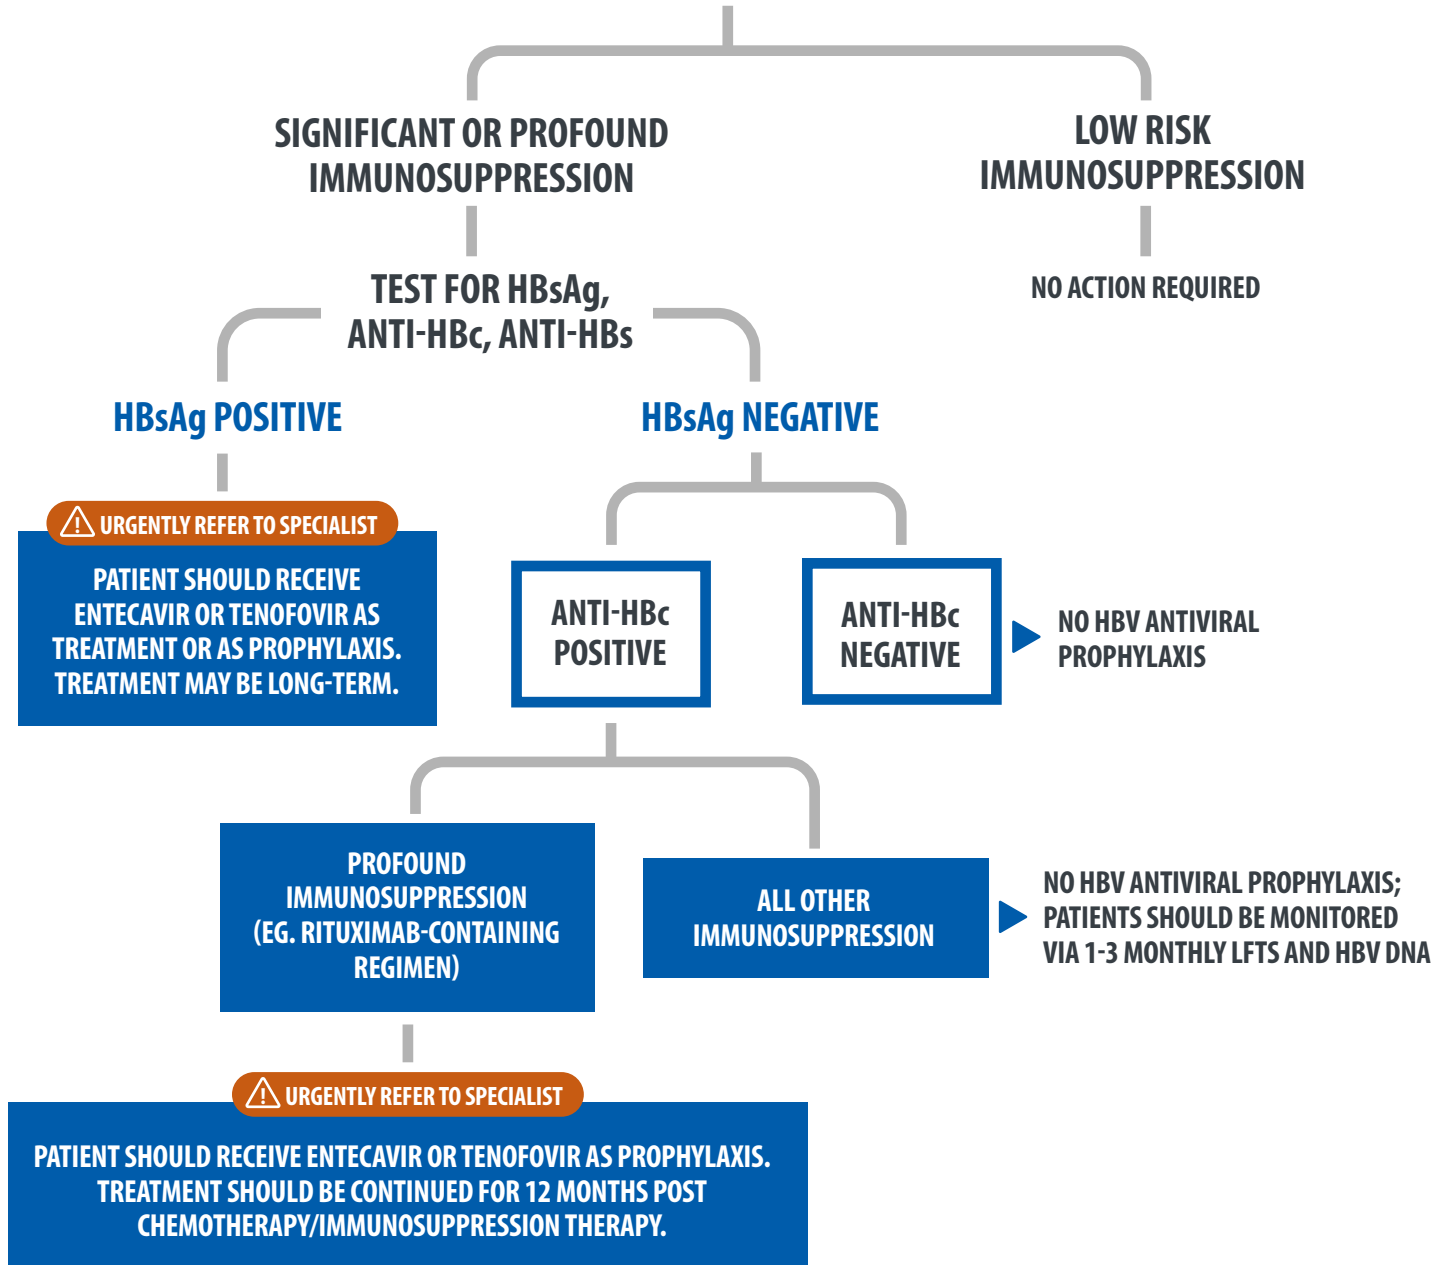 SIGNIFICANT OR PROFOUND
IMMUNOSUPPRESSION
LOW RISK
IMMUNOSUPPRESSION
TEST FOR HBsAg,
ANTI-HBc, ANTI-HBs
NO ACTION REQUIRED
HBsAg POSITIVE
HBsAg NEGATIVE
URGENTLY REFER TO SPECIALIST
PATIENT SHOULD RECEIVE
ENTECAVIR OR TENOFOVIR AS
TREATMENT OR AS PROPHYLAXIS.
TREATMENT MAY BE LONG-TERM.
ANTI-HBc
POSITIVE
ANTI-HBc
NEGATIVE
NO HBV ANTIVIRAL
PROPHYLAXIS
PROFOUND
IMMUNOSUPPRESSION
(EG. RITUXIMAB-CONTAINING
REGIMEN)
ALL OTHER
IMMUNOSUPPRESSION
NO HBV ANTIVIRAL PROPHYLAXIS;
PATIENTS SHOULD BE MONITORED
VIA 1-3 MONTHLY LFTS AND HBV DNA
URGENTLY REFER TO SPECIALIST
PATIENT SHOULD RECEIVE ENTECAVIR OR TENOFOVIR AS PROPHYLAXIS.
TREATMENT SHOULD BE CONTINUED FOR 12 MONTHS POST
CHEMOTHERAPY/IMMUNOSUPPRESSION THERAPY.